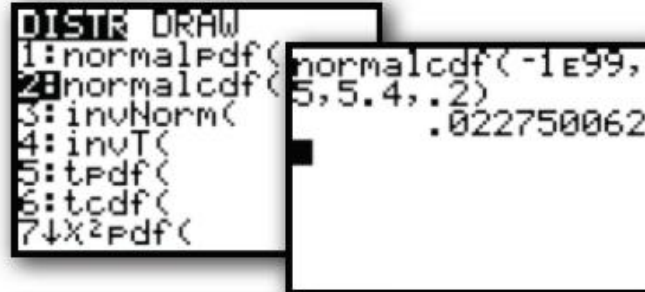 DISTR DRAW
1:normalpdf(
2:normalcdf(
3:invNorm(
4:invT(
5:tpdf(
6:tcdf(
7↓χ²pdf(
normalcdf(-1ᴇ99,
5,5.4,.2)
.022750062